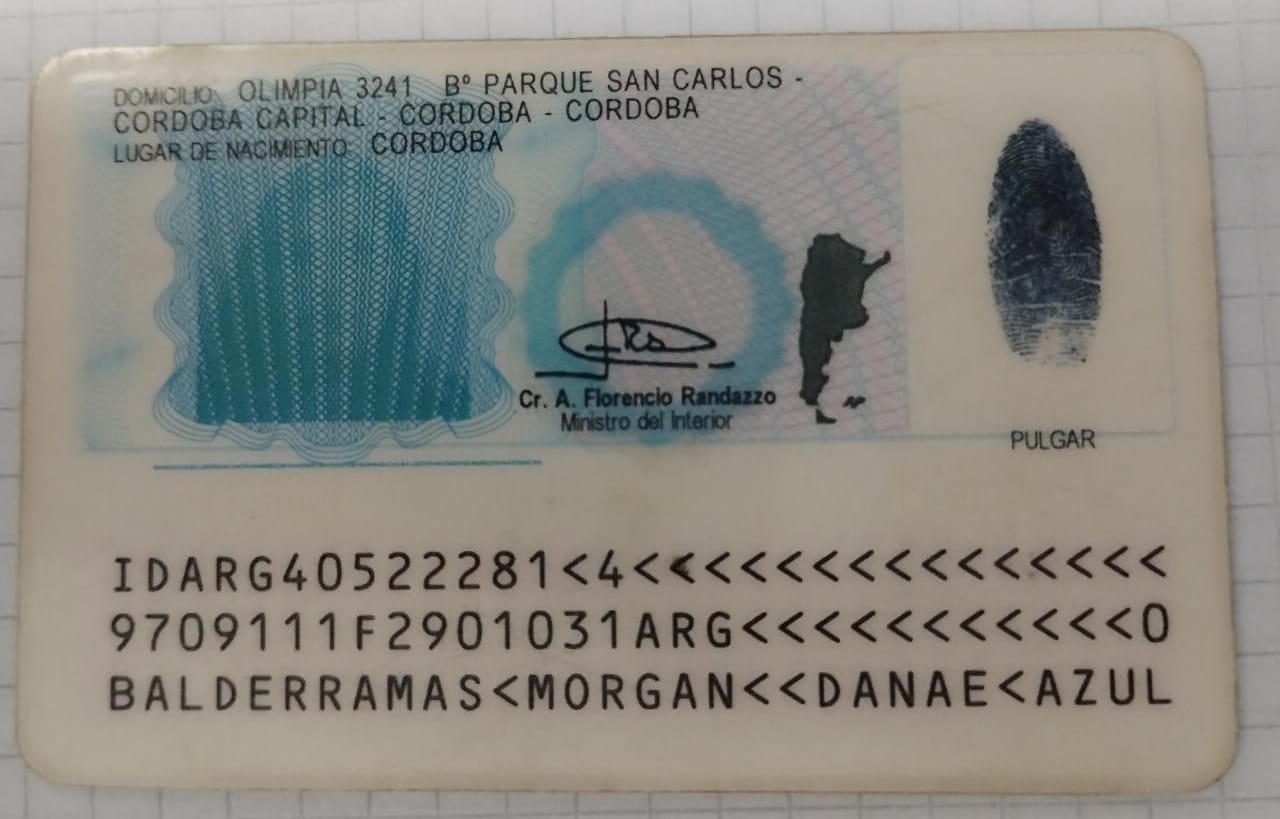 DOMICILIO: OLIMPIA 3241 Bº PARQUE SAN CARLOS -
CORDOBA CAPITAL - CORDOBA - CORDOBA
LUGAR DE NACIMIENTO: CORDOBA
Cr. A. Florencio Randazzo
Ministro del Interior
PULGAR
IDARG40522281<4<<<<<<<<<<<<<<<
9709111F2901031ARG<<<<<<<<<<<0
BALDERRAMAS<MORGAN<<DANAE<AZUL